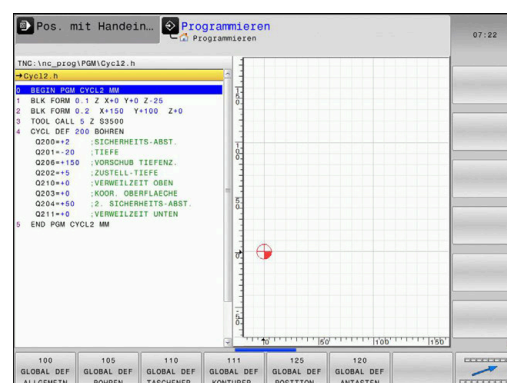 Pos. mit Handein…
Programmieren
Programmieren
07:22
TNC:\nc_prog\PGM\Cycl2.h
→Cycl2.h
0 BEGIN PGM CYCL2 MM
1 BLK FORM 0.1 Z X+0 Y+0 Z-25
2 BLK FORM 0.2 X+150 Y+100 Z+0
3 TOOL CALL 5 Z S3500
4 CYCL DEF 200 BOHREN
Q200=+2 ;SICHERHEITS-ABST.
Q201=-20 ;TIEFE
Q206=+150 ;VORSCHUB TIEFENZ.
Q202=+5 ;ZUSTELL-TIEFE
Q210=+0 ;VERWEILZEIT OBEN
Q203=+0 ;KOOR. OBERFLAECHE
Q204=+50 ;2. SICHERHEITS-ABST.
Q211=+0 ;VERWEILZEIT UNTEN
5 END PGM CYCL2 MM
0 50 100 150
100 GLOBAL DEF ALLGEMEIN
105 GLOBAL DEF BOHREN
110 GLOBAL DEF TASCHENFR.
111 GLOBAL DEF KONTURFR.
125 GLOBAL DEF POSITION.
120 GLOBAL DEF ANTASTEN